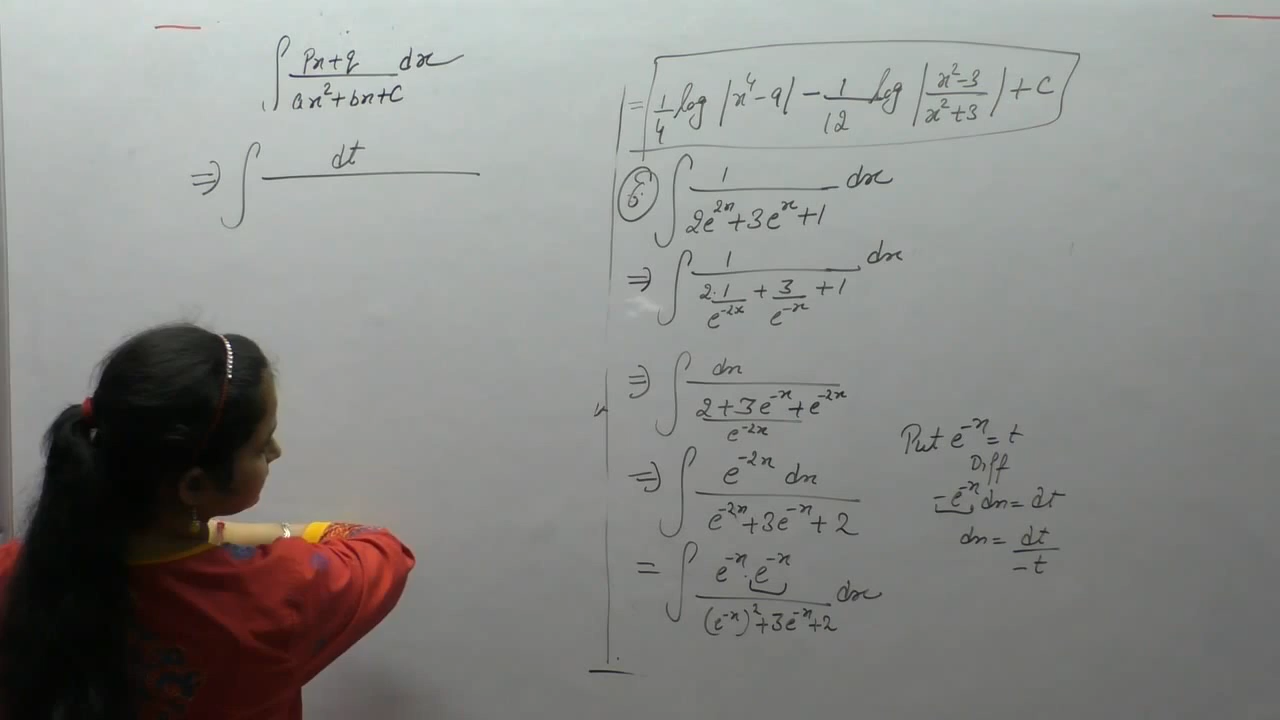 ∫ (Px+q)/(ax²+bx+c) dx
⇒ ∫ dt
= 1/4 log |x⁴-9| - 1/12 log |(x²-3)/(x²+3)| + C
∫ 1/(2e^2x+3e^x+1) dx
⇒ ∫ 1/(2·1/e^-2x + 3/e^-x + 1) dx
⇒ ∫ dx/((2+3e^-x+e^-2x)/e^-2x)
⇒ ∫ e^-2x dx/(e^-2x+3e^-x+2)
= ∫ e^-x·e^-x/((e^-x)²+3e^-x+2) dx
Put e^-x = t
Diff
-e^-x dx = dt
dx = dt/-t